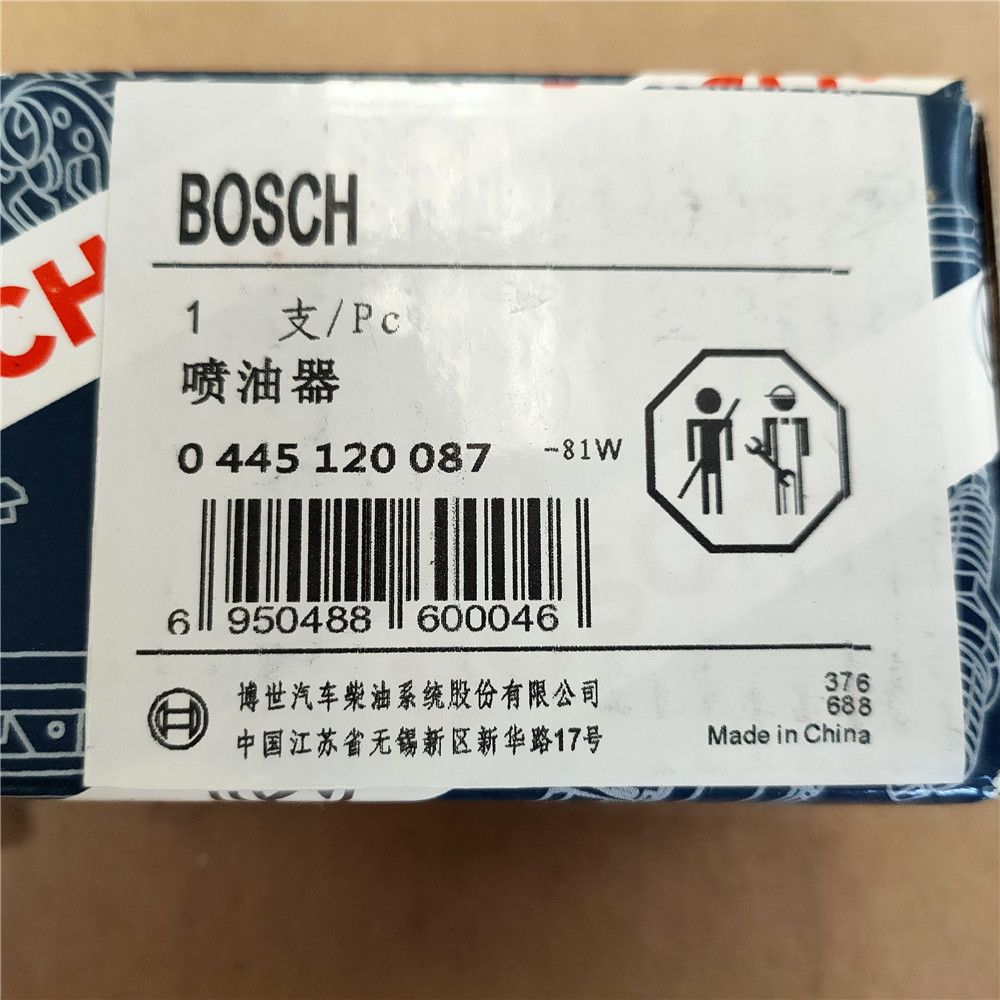 BOSCH
CH
1 支/Pc
喷油器
0 445 120 087 -81W
6 950488 600046
博世汽车柴油系统股份有限公司
中国江苏省无锡新区新华路17号
376
688
Made in China